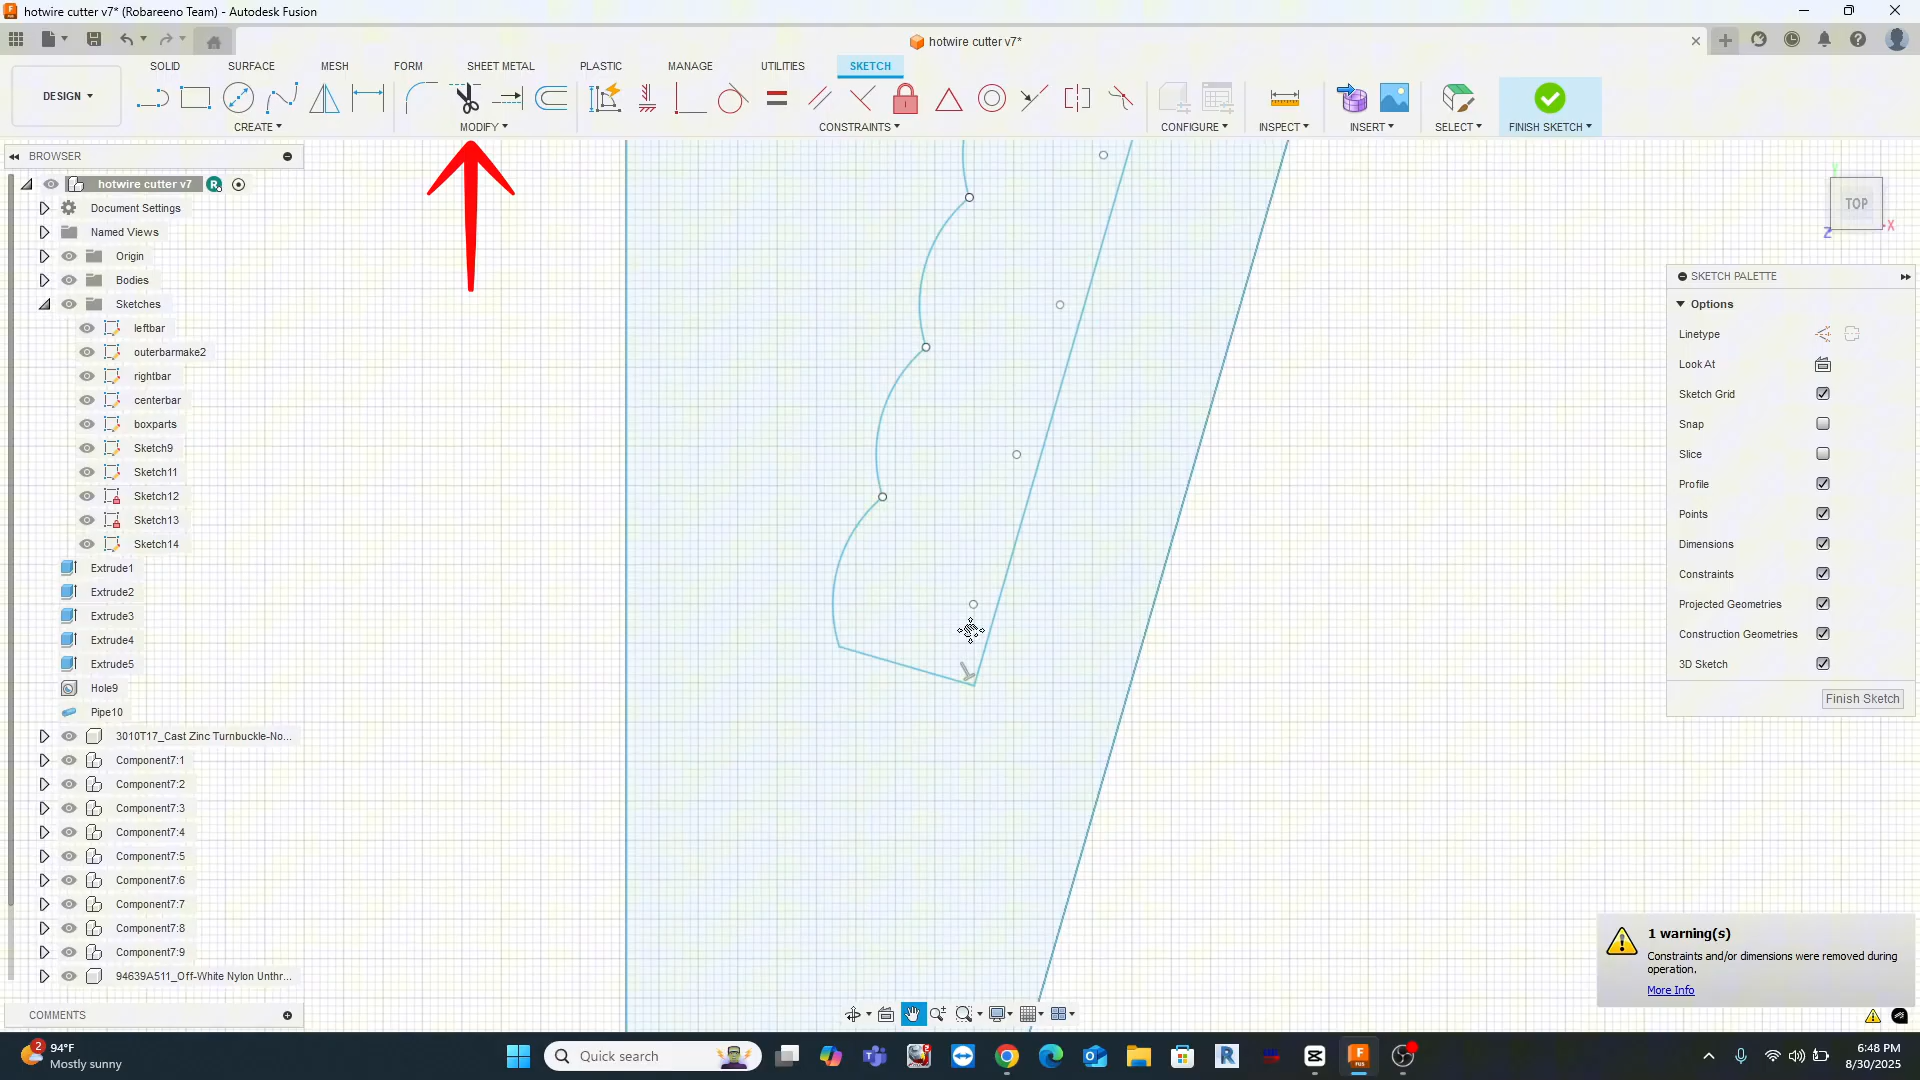 hotwire cutter v7* (Robareeno Team) - Autodesk Fusion
hotwire cutter v7*
SOLID SURFACE MESH FORM SHEET METAL PLASTIC MANAGE UTILITIES SKETCH
DESIGN
CREATE MODIFY CONSTRAINTS CONFIGURE INSPECT INSERT SELECT FINISH SKETCH
BROWSER
hotwire cutter v7 R
Document Settings
Named Views
Origin
Bodies
Sketches
leftbar
outerbarmake2
rightbar
centerbar
boxparts
Sketch9
Sketch11
Sketch12
Sketch13
Sketch14
Extrude1
Extrude2
Extrude3
Extrude4
Extrude5
Hole9
Pipe10
3010T17_Cast Zinc Turnbuckle-No...
Component7:1
Component7:2
Component7:3
Component7:4
Component7:5
Component7:6
Component7:7
Component7:8
Component7:9
94639A511_Off-White Nylon Unthr...
COMMENTS
Y
TOP
X
Z
SKETCH PALETTE
Options
Linetype
Look At
Sketch Grid
Snap
Slice
Profile
Points
Dimensions
Constraints
Projected Geometries
Construction Geometries
3D Sketch
Finish Sketch
1 warning(s)
Constraints and/or dimensions were removed during
operation.
More Info
2
94°F
Mostly sunny
Quick search
6:48 PM
8/30/2025